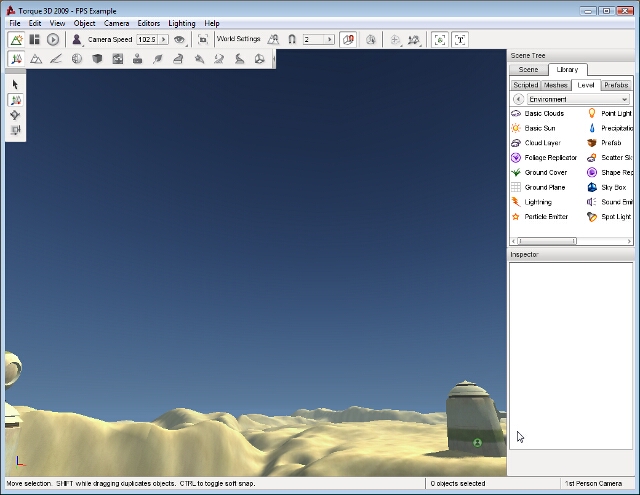 Torque 3D 2009 - FPS Example
File Edit View Object Camera Editors Lighting Help
Camera Speed 102.5 World Settings 2
Scene Tree
Scene Library
Scripted Meshes Level Prefabs
Environment
Basic Clouds Point Light
Basic Sun Precipitatio
Cloud Layer Prefab
Foliage Replicator Scatter Sk
Ground Cover Shape Rep
Ground Plane Sky Box
Lightning Sound Emit
Particle Emitter Spot Light
Inspector
Move selection. SHIFT while dragging duplicates objects. CTRL to toggle soft snap. 0 objects selected 1st Person Camera